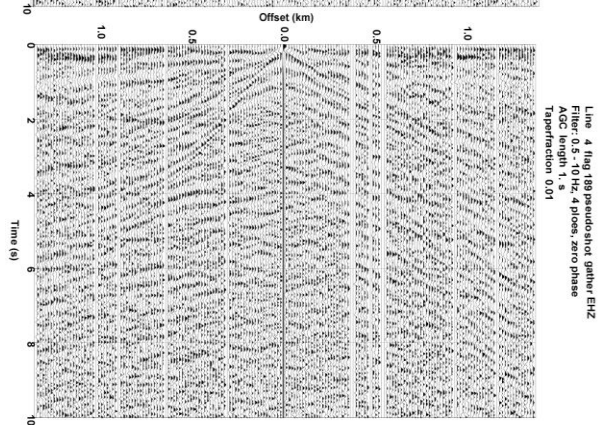 10
Offset (km)
1.0
0.5
0.0
0.5
1.0
0
2
4
6
8
10
Time (s)
Line 4 flag 189 pseudoshot gather EHZ
Filter: 0.5 - 10 Hz, 4 ploes, zero phase
AGC length 1. s
Taperfraction 0.01